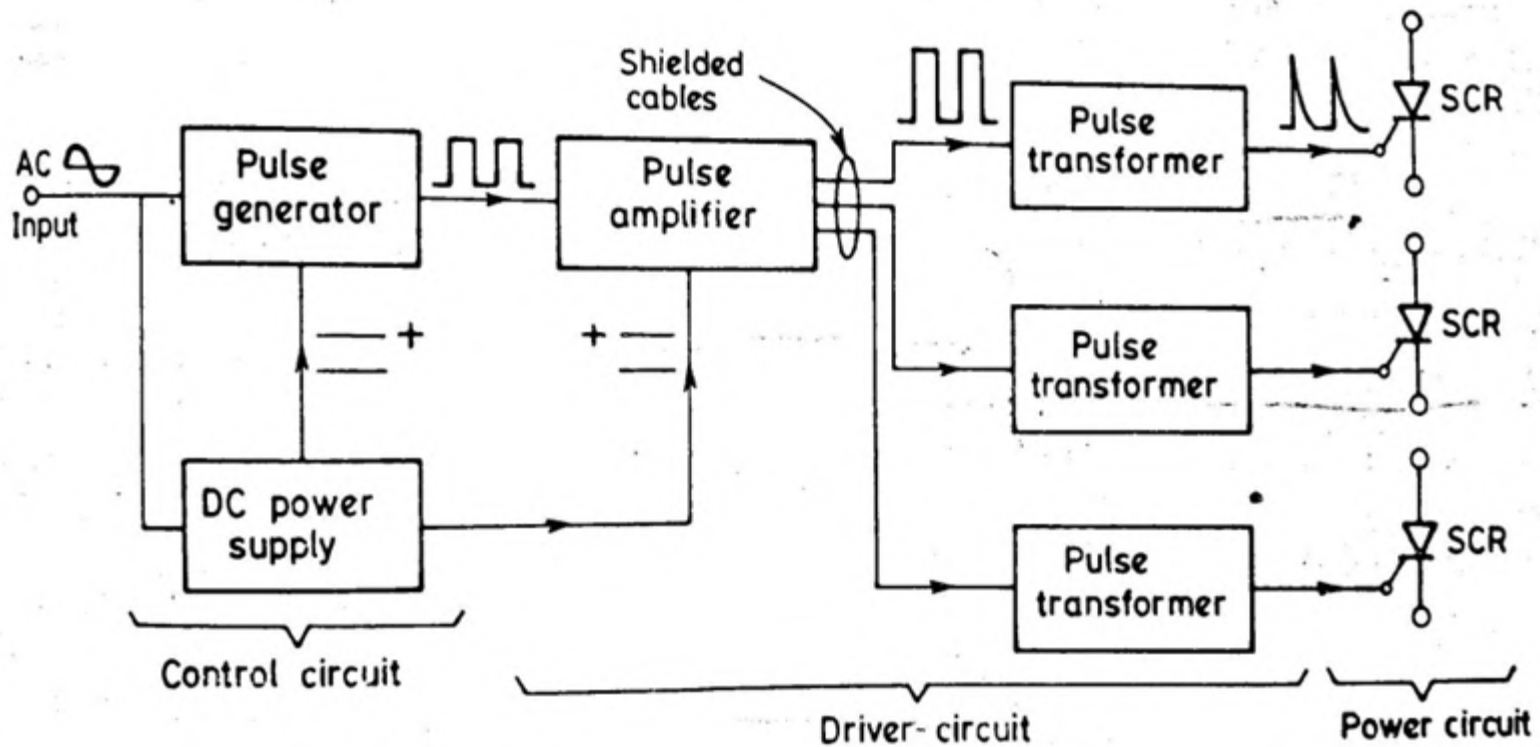 Shielded
cables
AC
Input
Pulse
generator
Pulse
amplifier
Pulse
transformer
SCR
+
+
Pulse
transformer
SCR
DC power
supply
Pulse
transformer
SCR
Control circuit
Driver-circuit
Power circuit